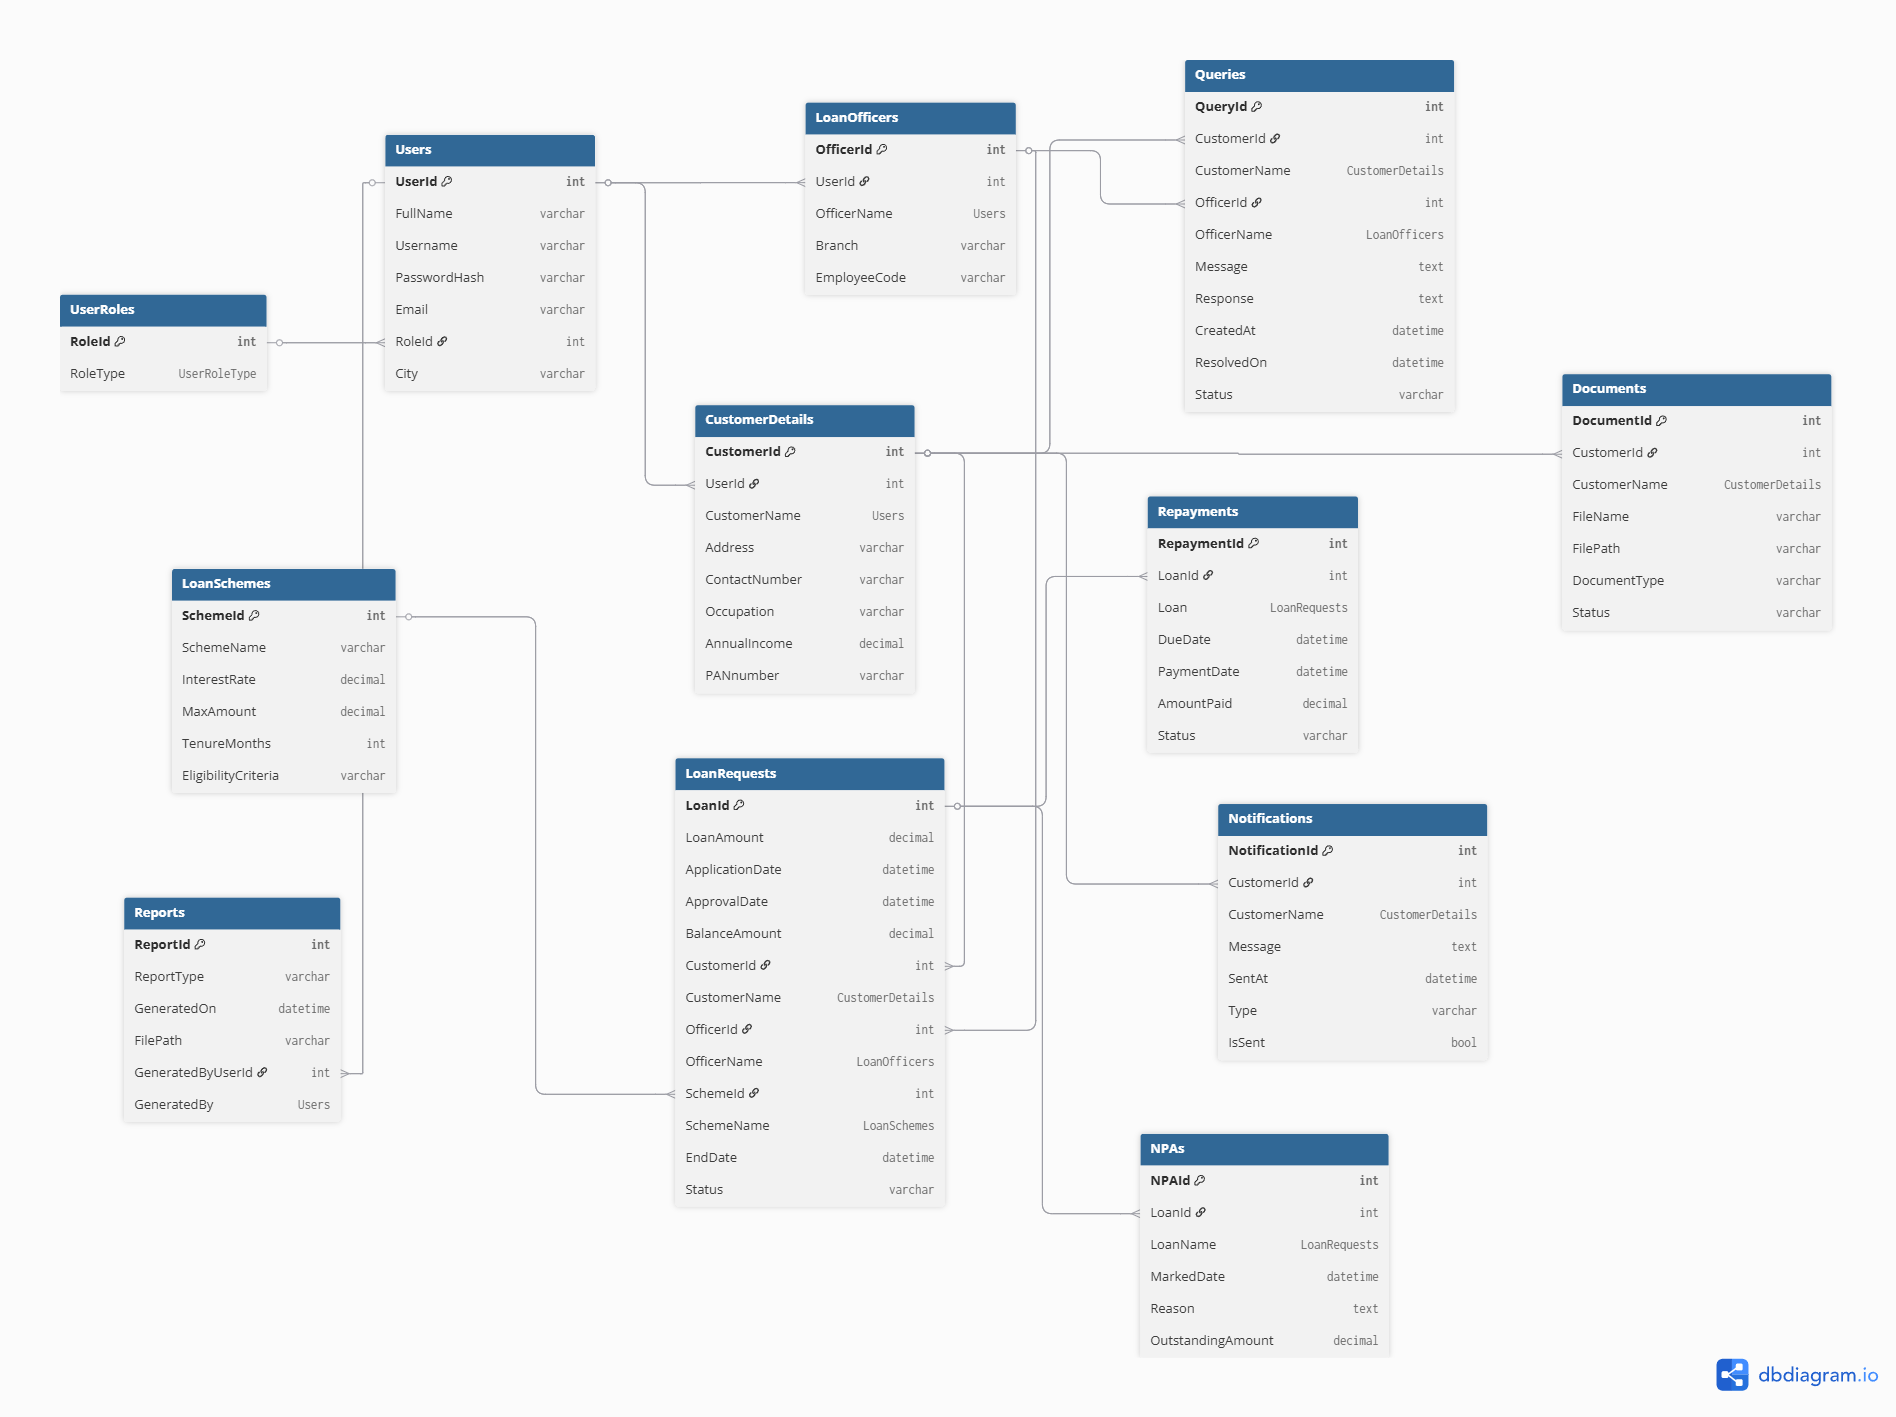 Queries
QueryId int
CustomerId int
CustomerName CustomerDetails
OfficerId int
OfficerName LoanOfficers
Message text
Response text
CreatedAt datetime
ResolvedOn datetime
Status varchar
LoanOfficers
OfficerId int
UserId int
OfficerName Users
Branch varchar
EmployeeCode varchar
Users
UserId int
FullName varchar
Username varchar
PasswordHash varchar
Email varchar
RoleId int
City varchar
UserRoles
RoleId int
RoleType UserRoleType
Documents
DocumentId int
CustomerId int
CustomerName CustomerDetails
FileName varchar
FilePath varchar
DocumentType varchar
Status varchar
CustomerDetails
CustomerId int
UserId int
CustomerName Users
Address varchar
ContactNumber varchar
Occupation varchar
AnnualIncome decimal
PANnumber varchar
Repayments
RepaymentId int
LoanId int
Loan LoanRequests
DueDate datetime
PaymentDate datetime
AmountPaid decimal
Status varchar
LoanSchemes
SchemeId int
SchemeName varchar
InterestRate decimal
MaxAmount decimal
TenureMonths int
EligibilityCriteria varchar
LoanRequests
LoanId int
LoanAmount decimal
ApplicationDate datetime
ApprovalDate datetime
BalanceAmount decimal
CustomerId int
CustomerName CustomerDetails
OfficerId int
OfficerName LoanOfficers
SchemeId int
SchemeName LoanSchemes
EndDate datetime
Status varchar
Notifications
NotificationId int
CustomerId int
CustomerName CustomerDetails
Message text
SentAt datetime
Type varchar
IsSent bool
Reports
ReportId int
ReportType varchar
GeneratedOn datetime
FilePath varchar
GeneratedByUserId int
GeneratedBy Users
NPAs
NPAId int
LoanId int
LoanName LoanRequests
MarkedDate datetime
Reason text
OutstandingAmount decimal
dbdiagram.io